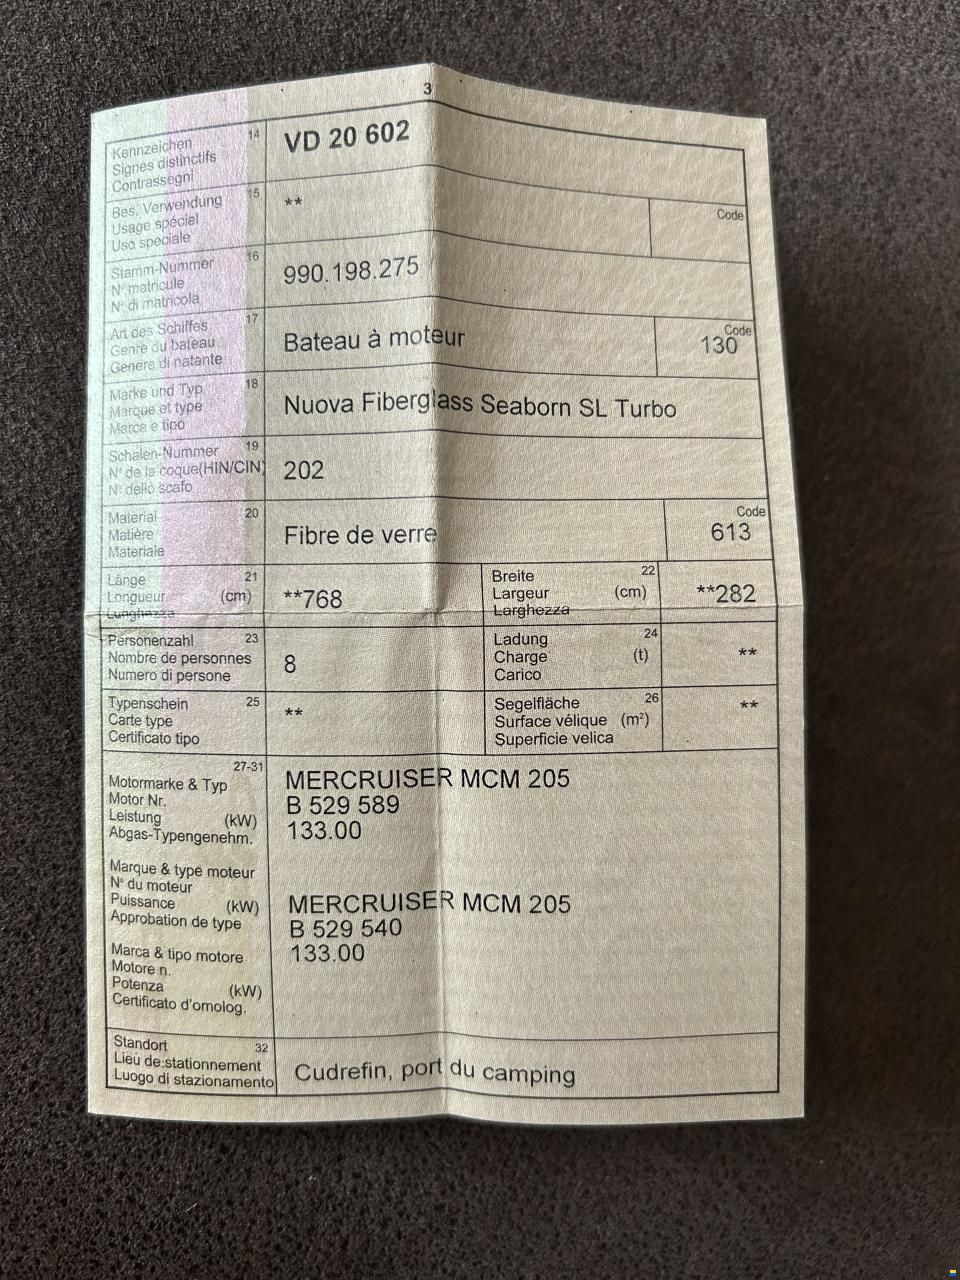 3
Kennzeichen 14
Signes distinctifs
Contrassegni
VD 20 602
Bes. Verwendung 15
Usage spécial
Uso speciale
**
Code
Stamm-Nummer 16
N° matricule
N° di matricola
990.198.275
Art des Schiffes 17
Genre du bateau
Genere di natante
Bateau à moteur
Code
130
Marke und Typ 18
Marque et type
Marca e tipo
Nuova Fiberglass Seaborn SL Turbo
Schalen-Nummer 19
N° de la coque(HIN/CIN)
N° dello scafo
202
Material 20
Matière
Materiale
Fibre de verre
Code
613
Länge 21
Longueur (cm)
Lunghezza
**768
Breite 22
Largeur (cm)
Larghezza
**282
Personenzahl 23
Nombre de personnes
Numero di persone
8
Ladung 24
Charge (t)
Carico
**
Typenschein 25
Carte type
Certificato tipo
**
Segelfläche 26
Surface vélique (m²)
Superficie velica
**
27-31
Motormarke & Typ
Motor Nr.
Leistung (kW)
Abgas-Typengenehm.
Marque & type moteur
N° du moteur
Puissance (kW)
Approbation de type
Marca & tipo motore
Motore n.
Potenza (kW)
Certificato d'omolog.
MERCRUISER MCM 205
B 529 589
133.00
MERCRUISER MCM 205
B 529 540
133.00
Standort 32
Lieu de stationnement
Luogo di stazionamento
Cudrefin, port du camping